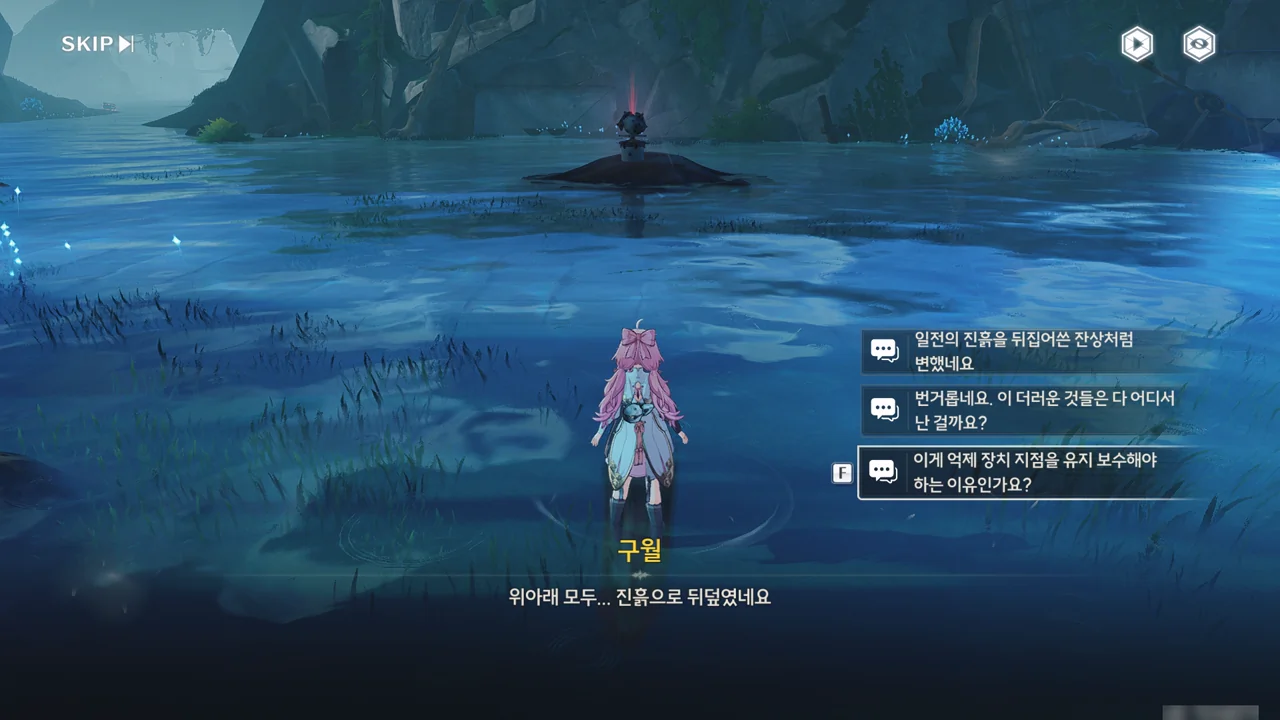 SKIP
일전의 진흙을 뒤집어쓴 잔상처럼
변했네요
번거롭네요. 이 더러운 것들은 다 어디서
난 걸까요?
F
이게 억제 장치 지점을 유지 보수해야
하는 이유인가요?
구월
위아래 모두... 진흙으로 뒤덮였네요